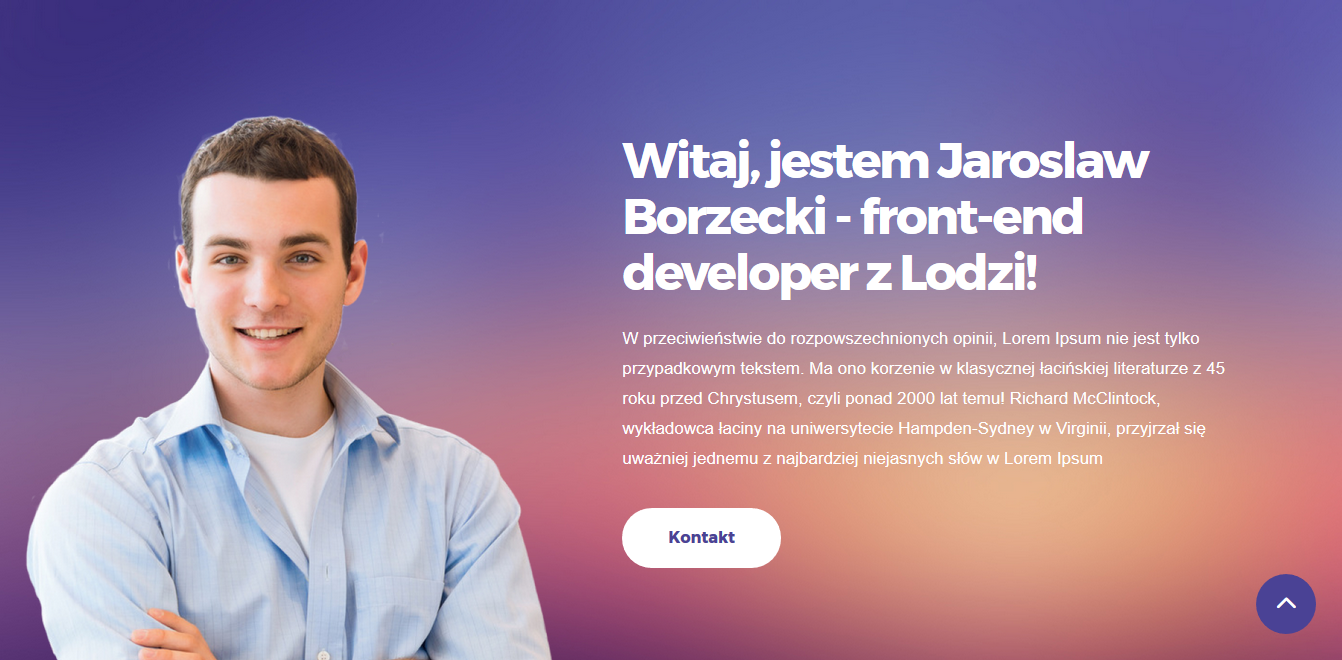 Witaj, jestem Jaroslaw
Borzecki - front-end
developer z Lodzi!
W przeciwieństwie do rozpowszechnionych opinii, Lorem Ipsum nie jest tylko
przypadkowym tekstem. Ma ono korzenie w klasycznej łacińskiej literaturze z 45
roku przed Chrystusem, czyli ponad 2000 lat temu! Richard McClintock,
wykładowca łaciny na uniwersytecie Hampden-Sydney w Virginii, przyjrzał się
uważniej jednemu z najbardziej niejasnych słów w Lorem Ipsum
Kontakt